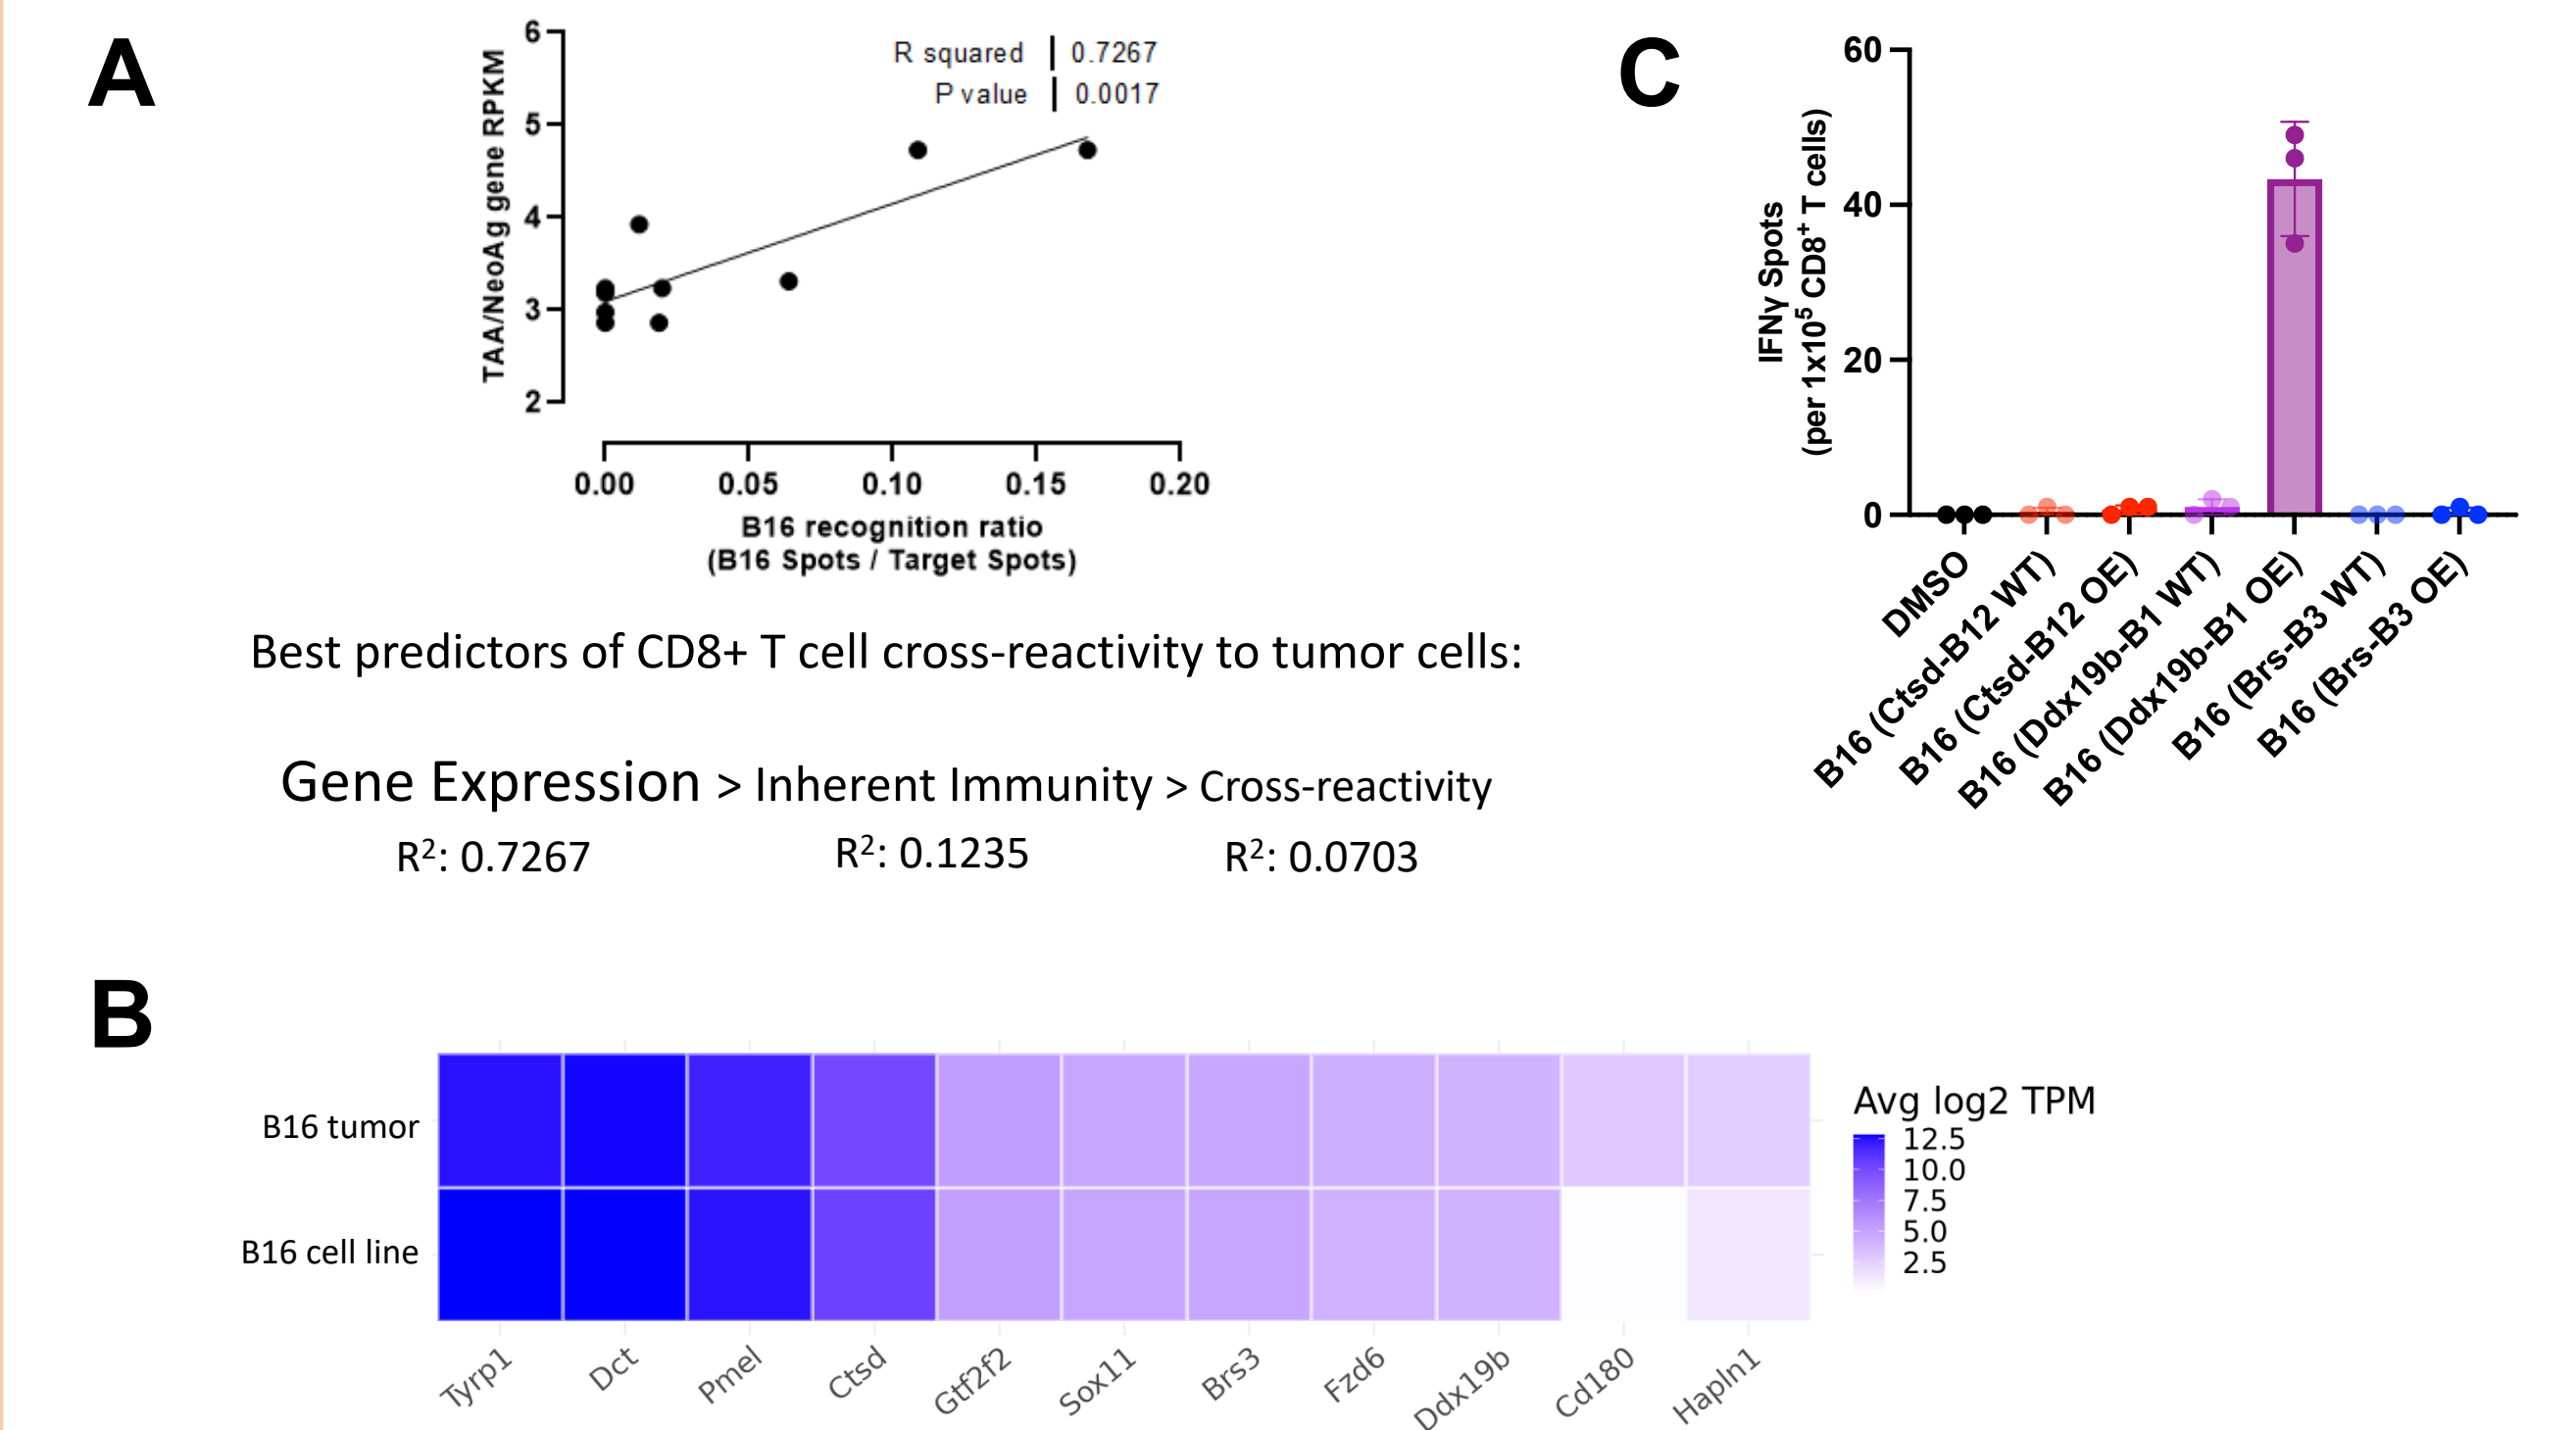 A
6
5
4
3
2
TAA/NeoAg gene RPKM
R squared | 0.7267
P value | 0.0017
0.00 0.05 0.10 0.15 0.20
B16 recognition ratio
(B16 Spots / Target Spots)
Best predictors of CD8+ T cell cross-reactivity to tumor cells:
Gene Expression > Inherent Immunity > Cross-reactivity
R²: 0.7267 R²: 0.1235 R²: 0.0703
C
60
40
20
0
IFNγ Spots
(per 1x10⁵ CD8⁺ T cells)
DMSO
B16 (Ctsd-B12 WT)
B16 (Ctsd-B12 OE)
B16 (Ddx19b-B1 WT)
B16 (Ddx19b-B1 OE)
B16 (Brs-B3 WT)
B16 (Brs-B3 OE)
B
B16 tumor
B16 cell line
Tyrp1 Dct Pmel Ctsd Gtf2f2 Sox11 Brs3 Fzd6 Ddx19b Cd180 Hapln1
Avg log2 TPM
12.5
10.0
7.5
5.0
2.5